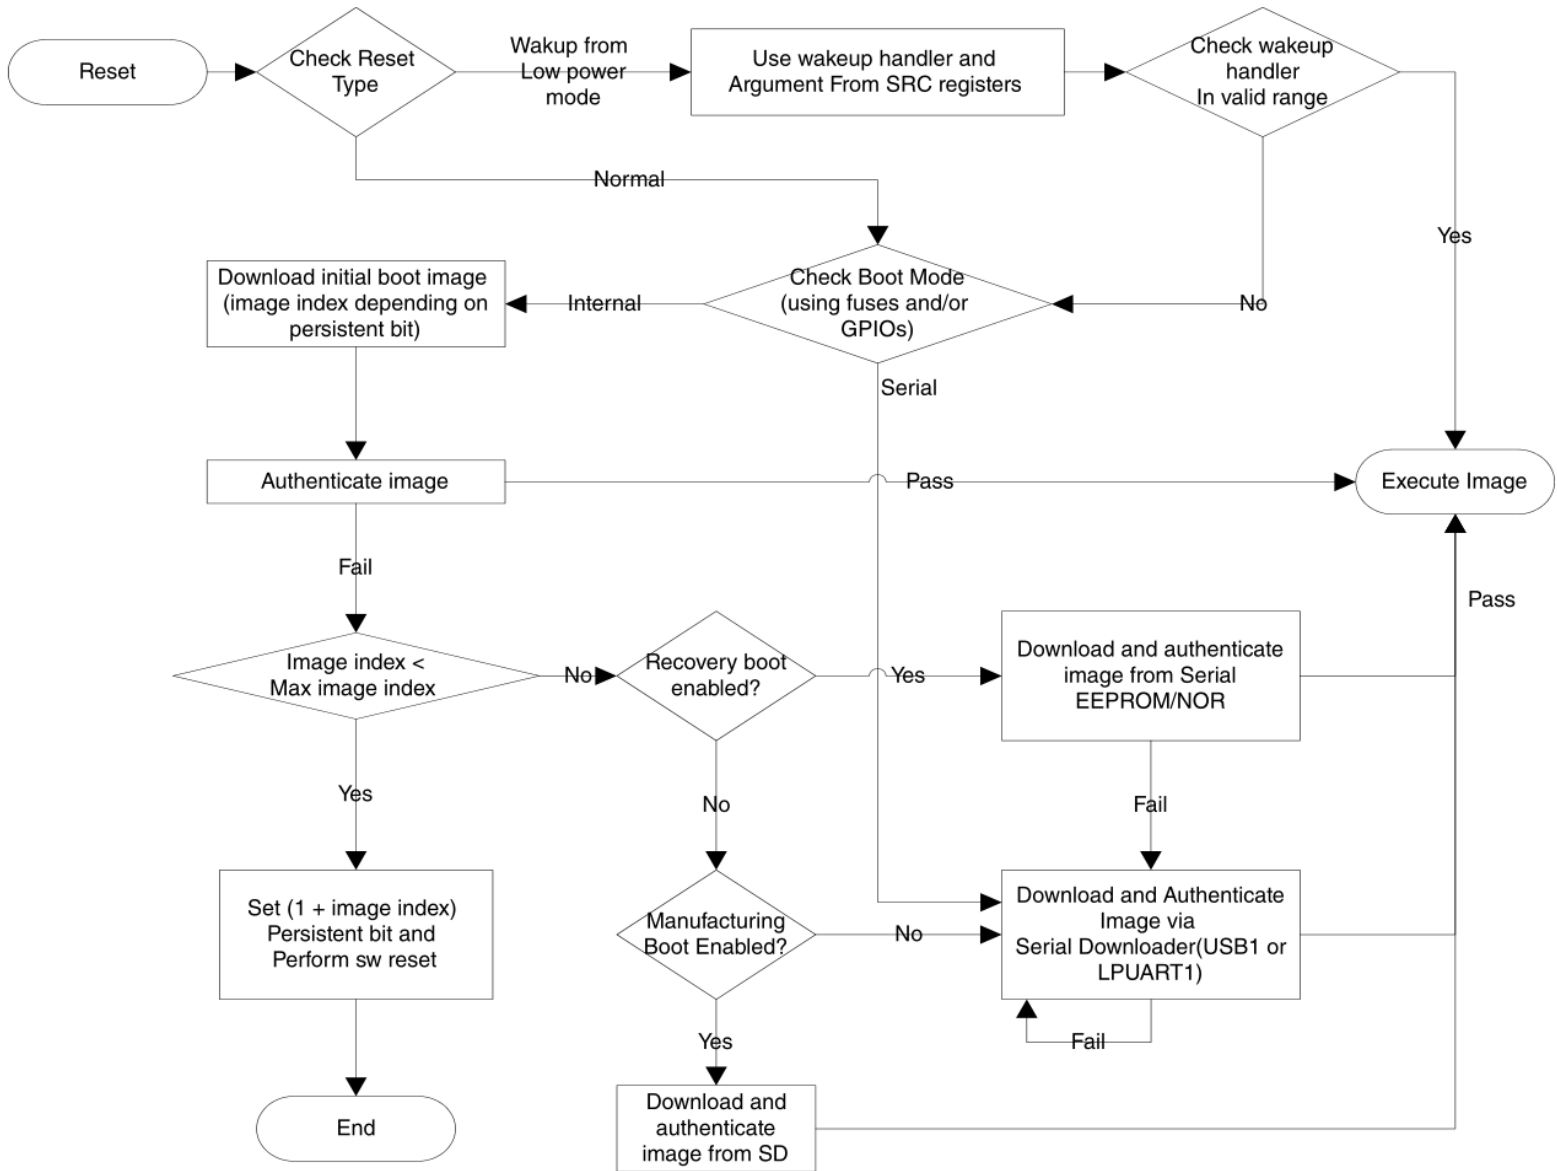 Reset
Check Reset
Type
Wakup from
Low power
mode
Use wakeup handler and
Argument From SRC registers
Check wakeup
handler
In valid range
Normal
Yes
Download initial boot image
(image index depending on
persistent bit)
Internal
Check Boot Mode
(using fuses and/or
GPIOs)
No
Serial
Authenticate image
Pass
Execute Image
Fail
Pass
Image index <
Max image index
No
Recovery boot
enabled?
Yes
Download and authenticate
image from Serial
EEPROM/NOR
Yes
No
Fail
Set (1 + image index)
Persistent bit and
Perform sw reset
Manufacturing
Boot Enabled?
No
Download and Authenticate
Image via
Serial Downloader(USB1 or
LPUART1)
Yes
Fail
End
Download and
authenticate
image from SD